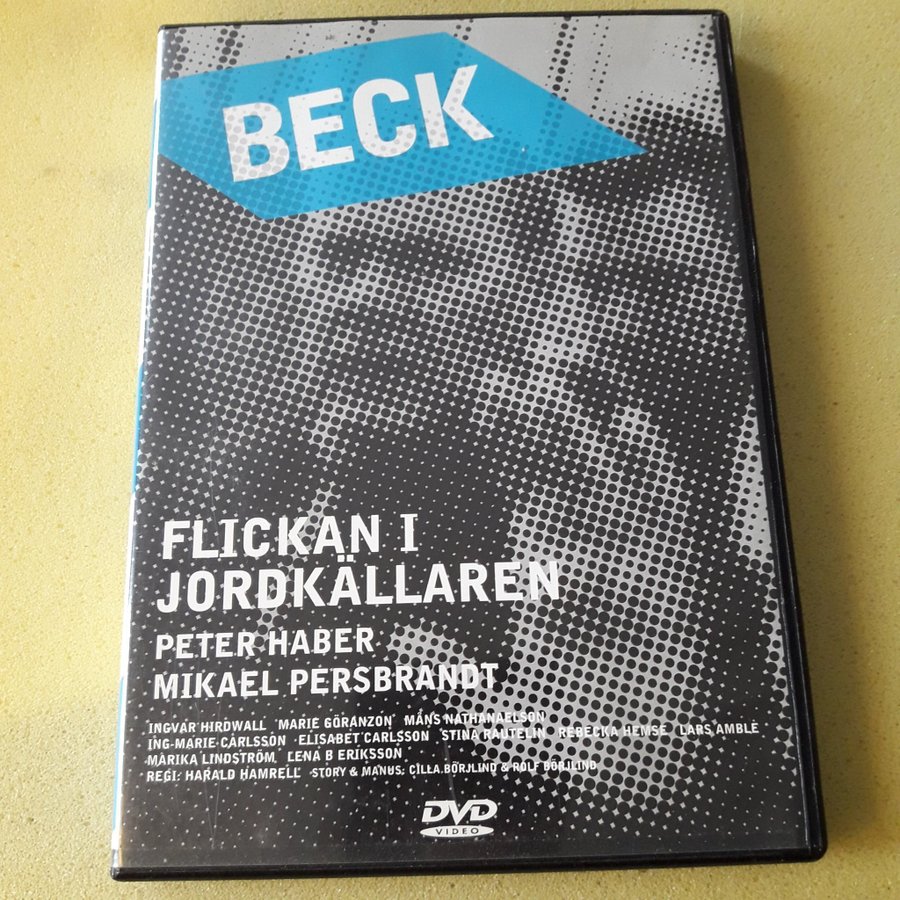 BECK
FLICKAN I
JORDKÄLLAREN
PETER HABER
MIKAEL PERSBRANDT
INGVAR HIRDWALL MARIE GÖRANZON MÅNS NATHANAELSON
ING-MARIE CARLSSON ELISABET CARLSSON STINA RAUTELIN REBECKA HEMSE LARS AMBLE
MARIKA LINDSTRÖM LENA B ERIKSSON
REGI: HARALD HAMRELL STORY & MANUS: CILLA BÖRJLIND & ROLF BÖRJLIND
DVD
VIDEO